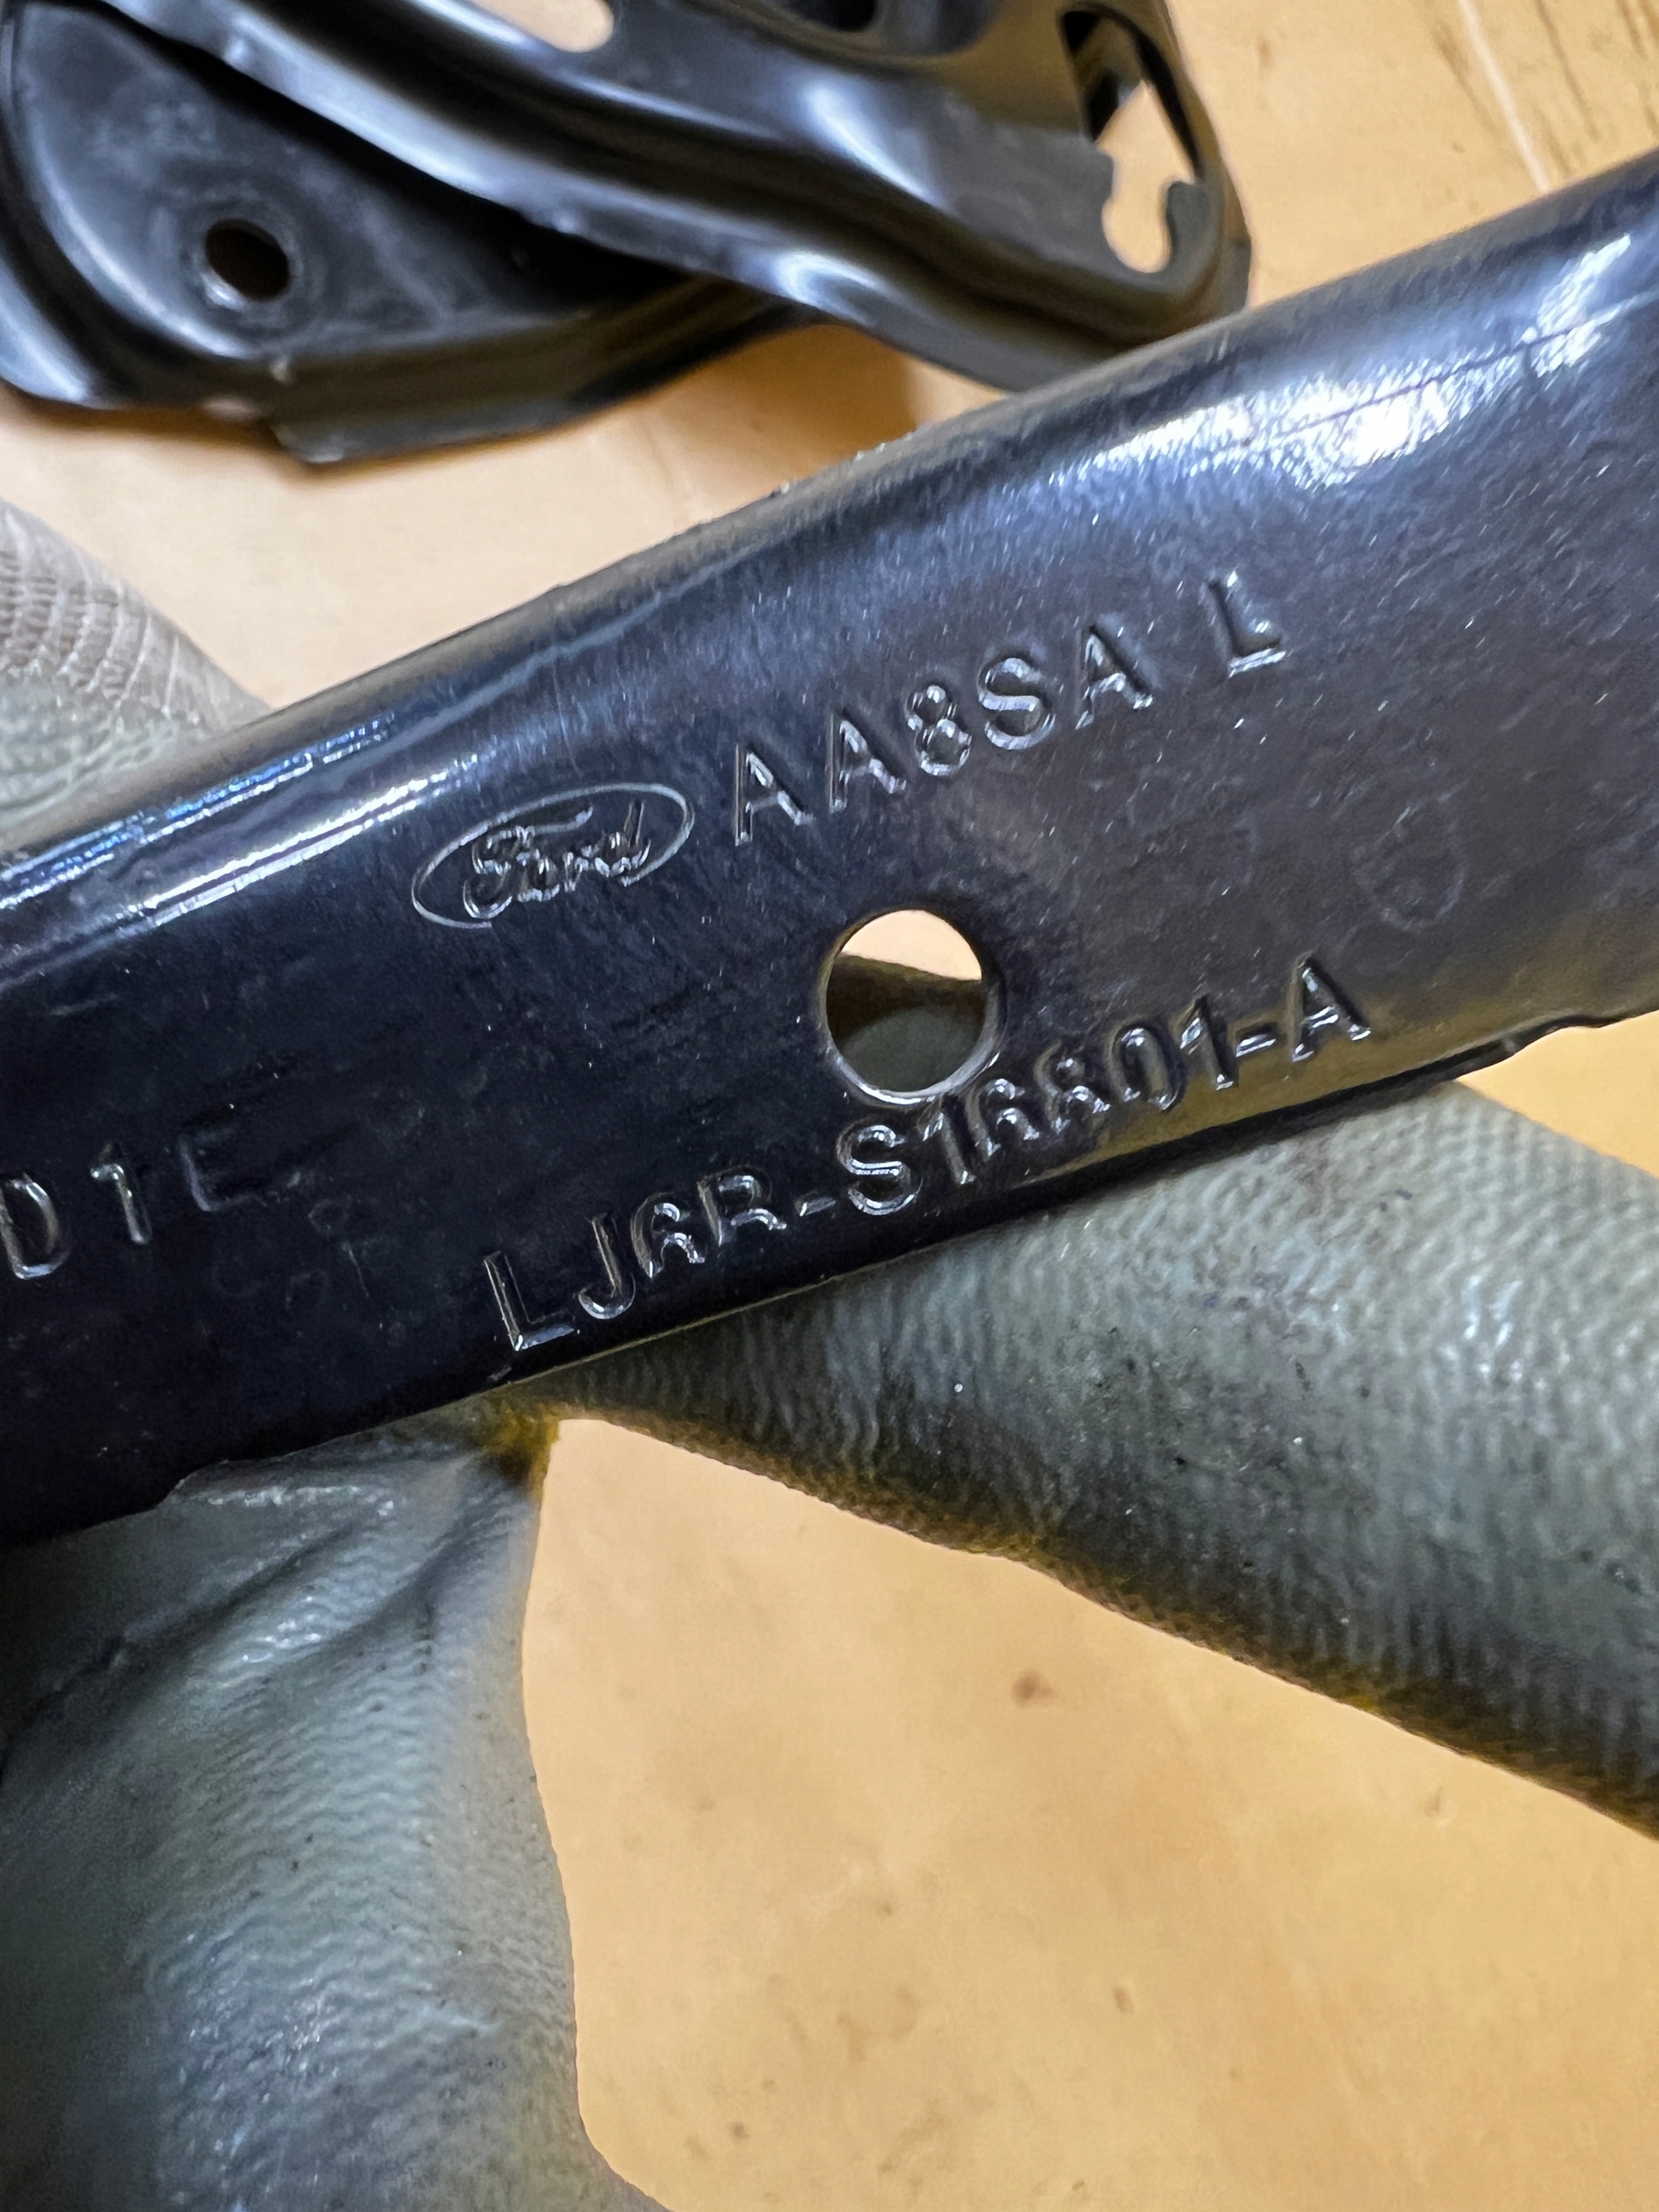 Ford AA8SA L
D1E
LJ6R-S16801-A